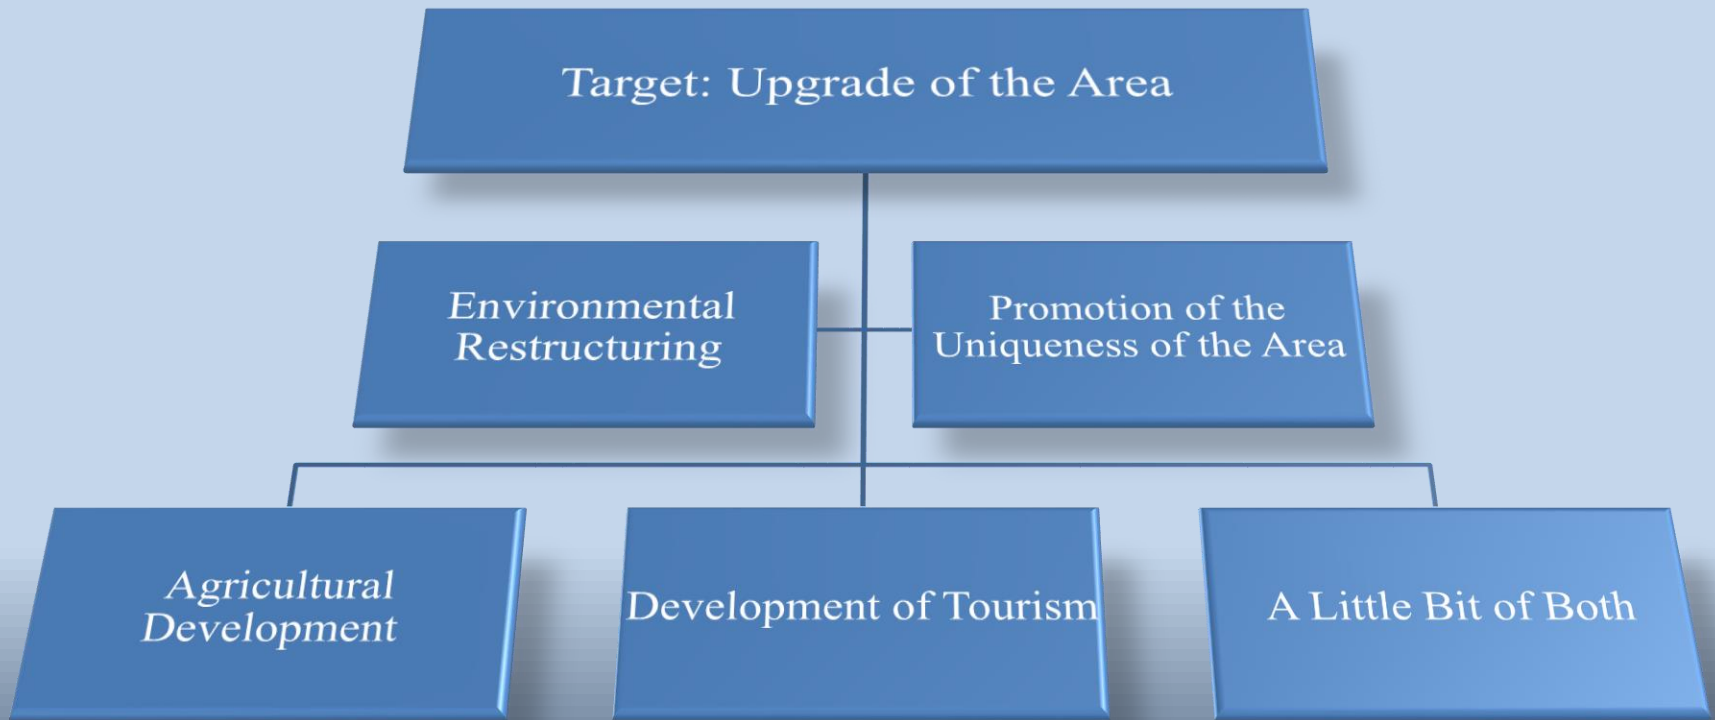 Target: Upgrade of the Area
Environmental
Restructuring
Promotion of the
Uniqueness of the Area
Agricultural
Development
Development of Tourism
A Little Bit of Both